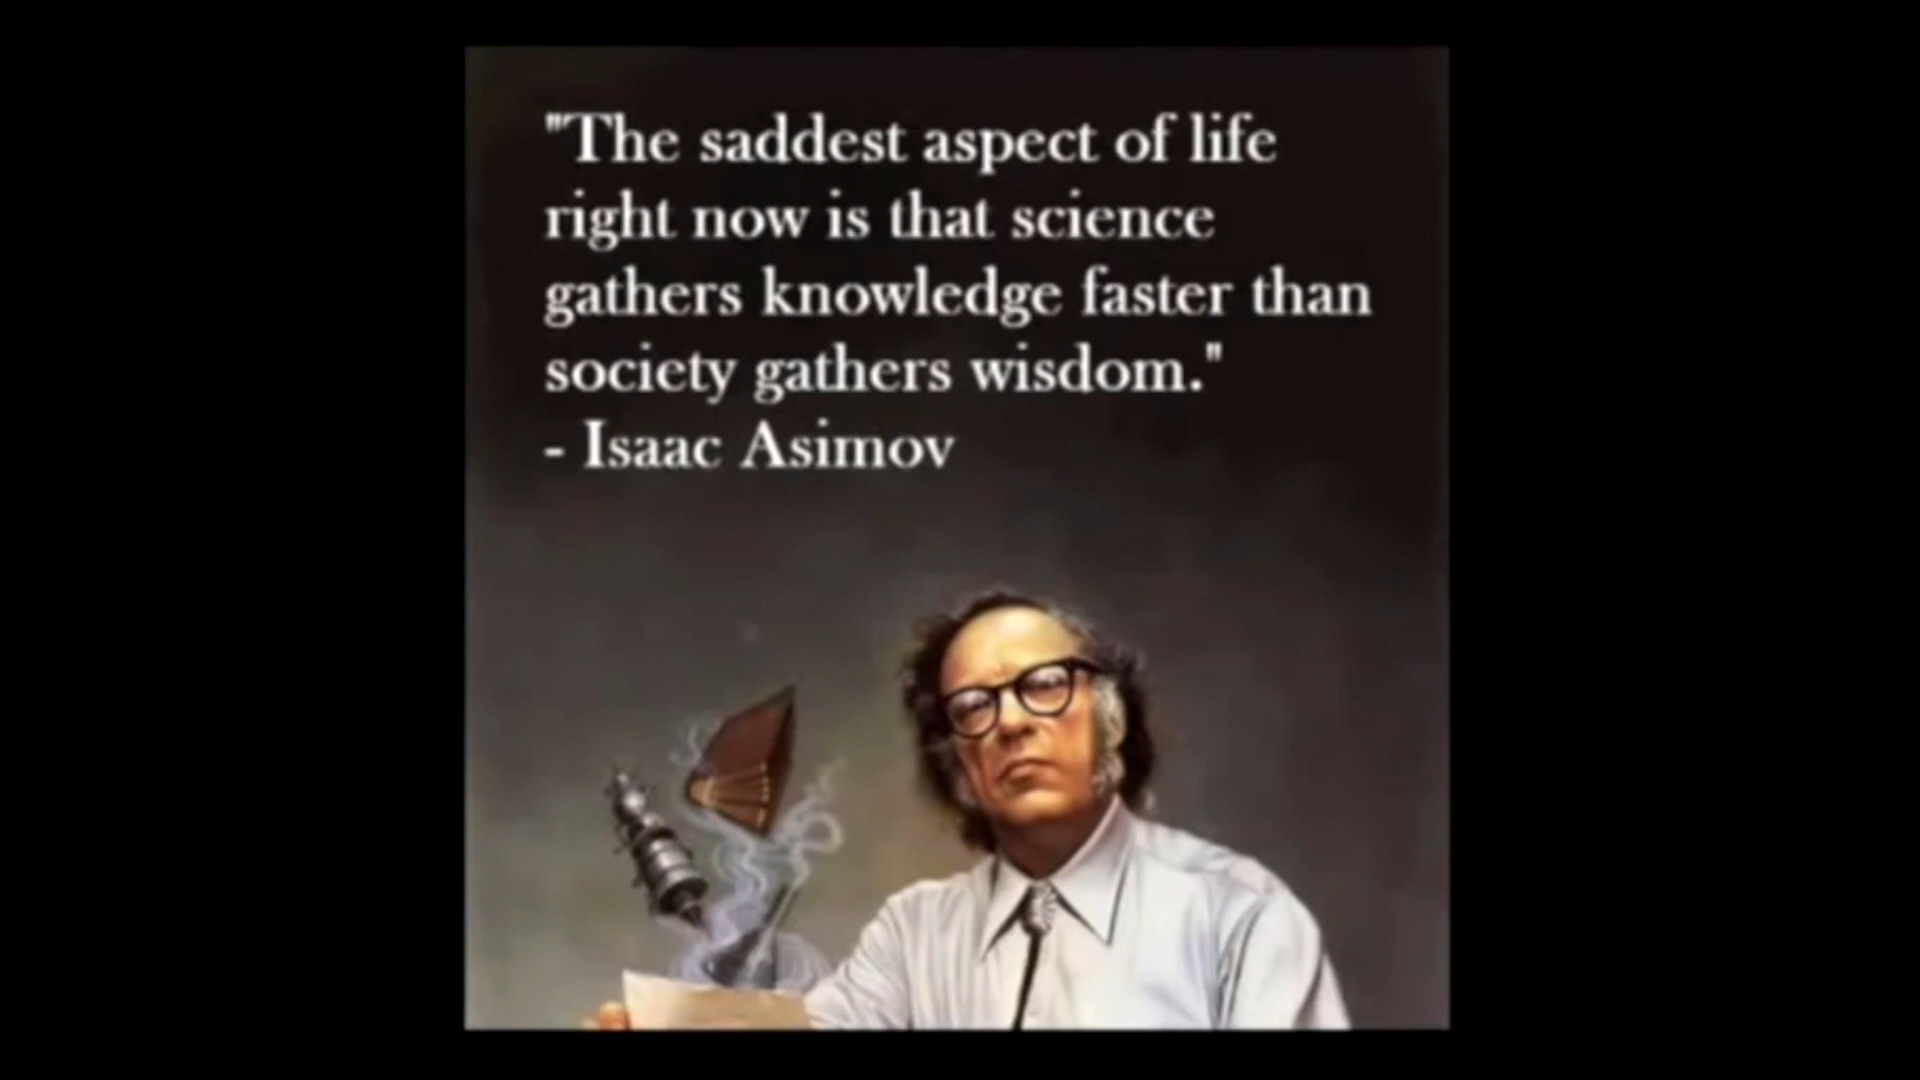 "The saddest aspect of life
right now is that science
gathers knowledge faster than
society gathers wisdom."
- Isaac Asimov